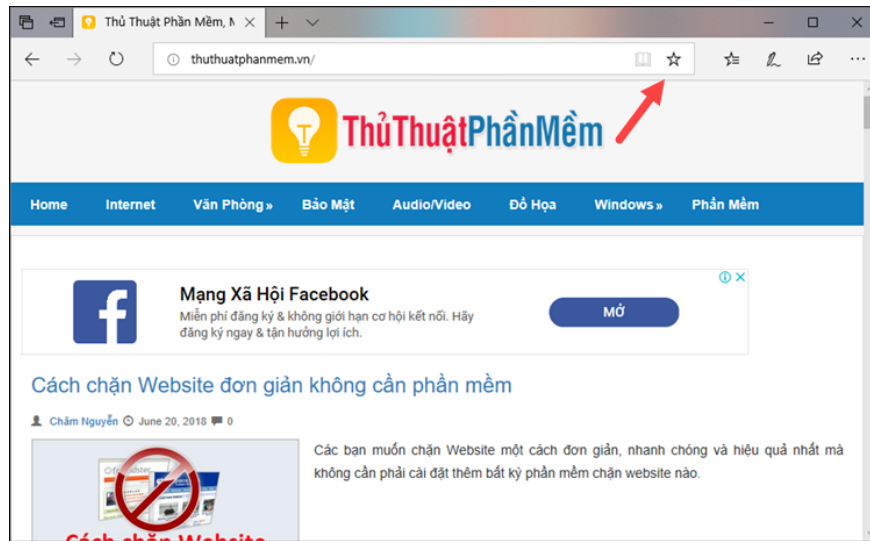 Thủ Thuật Phần Mềm, M
thuthuatphanmem.vn/
ThủThuậtPhầnMềm
Home Internet Văn Phòng » Bảo Mật Audio/Video Đồ Họa Windows » Phần Mềm
Mạng Xã Hội Facebook
Miễn phí đăng ký & không giới hạn cơ hội kết nối. Hãy
đăng ký ngay & tận hưởng lợi ích.
MỞ
Cách chặn Website đơn giản không cần phần mềm
Châm Nguyễn June 20, 2018 0
Các bạn muốn chặn Website một cách đơn giản, nhanh chóng và hiệu quả nhất mà
không cần phải cài đặt thêm bất kỳ phần mềm chặn website nào.
Cách chặn Website